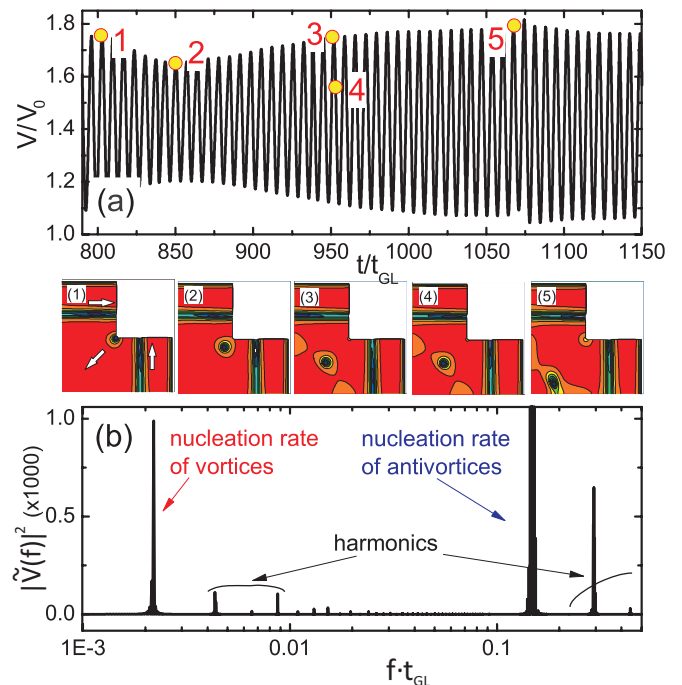 1.8
1.6
1.4
1.2
1.0
V/V0
1
2
3
4
5
(a)
800
850
900
950
1000
1050
1100
1150
t/tGL
(1)
(2)
(3)
(4)
(5)
(b)
1.0
0.5
0.0
|Ṽ(f)|² (x1000)
nucleation rate
of vortices
nucleation rate
of antivortices
harmonics
1E-3
0.01
0.1
f·tGL